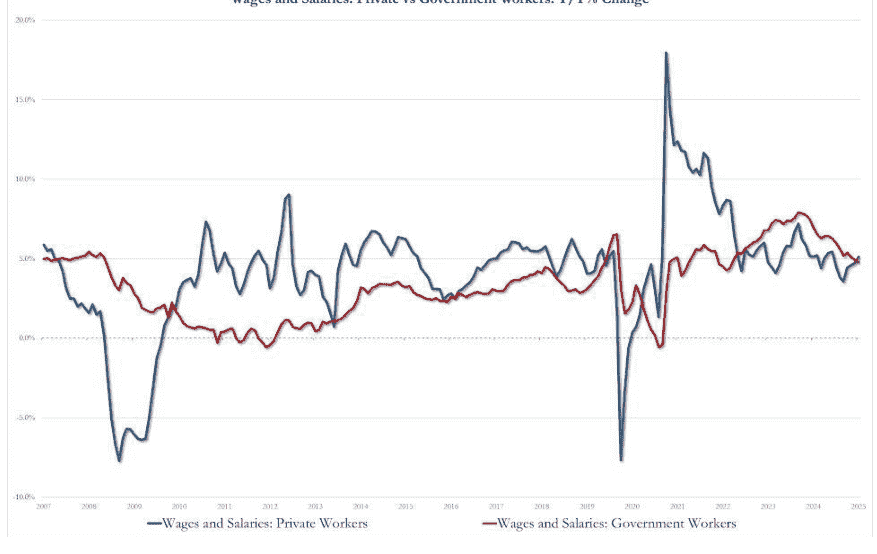 Wages and Salaries: Private vs Government Workers: Y/Y% Change
20.0%
15.0%
10.0%
5.0%
0.0%
-5.0%
-10.0%
2007 2008 2009 2010 2011 2012 2013 2014 2015 2016 2017 2018 2019 2020 2021 2022 2023 2024 2025
Wages and Salaries: Private Workers Wages and Salaries: Government Workers